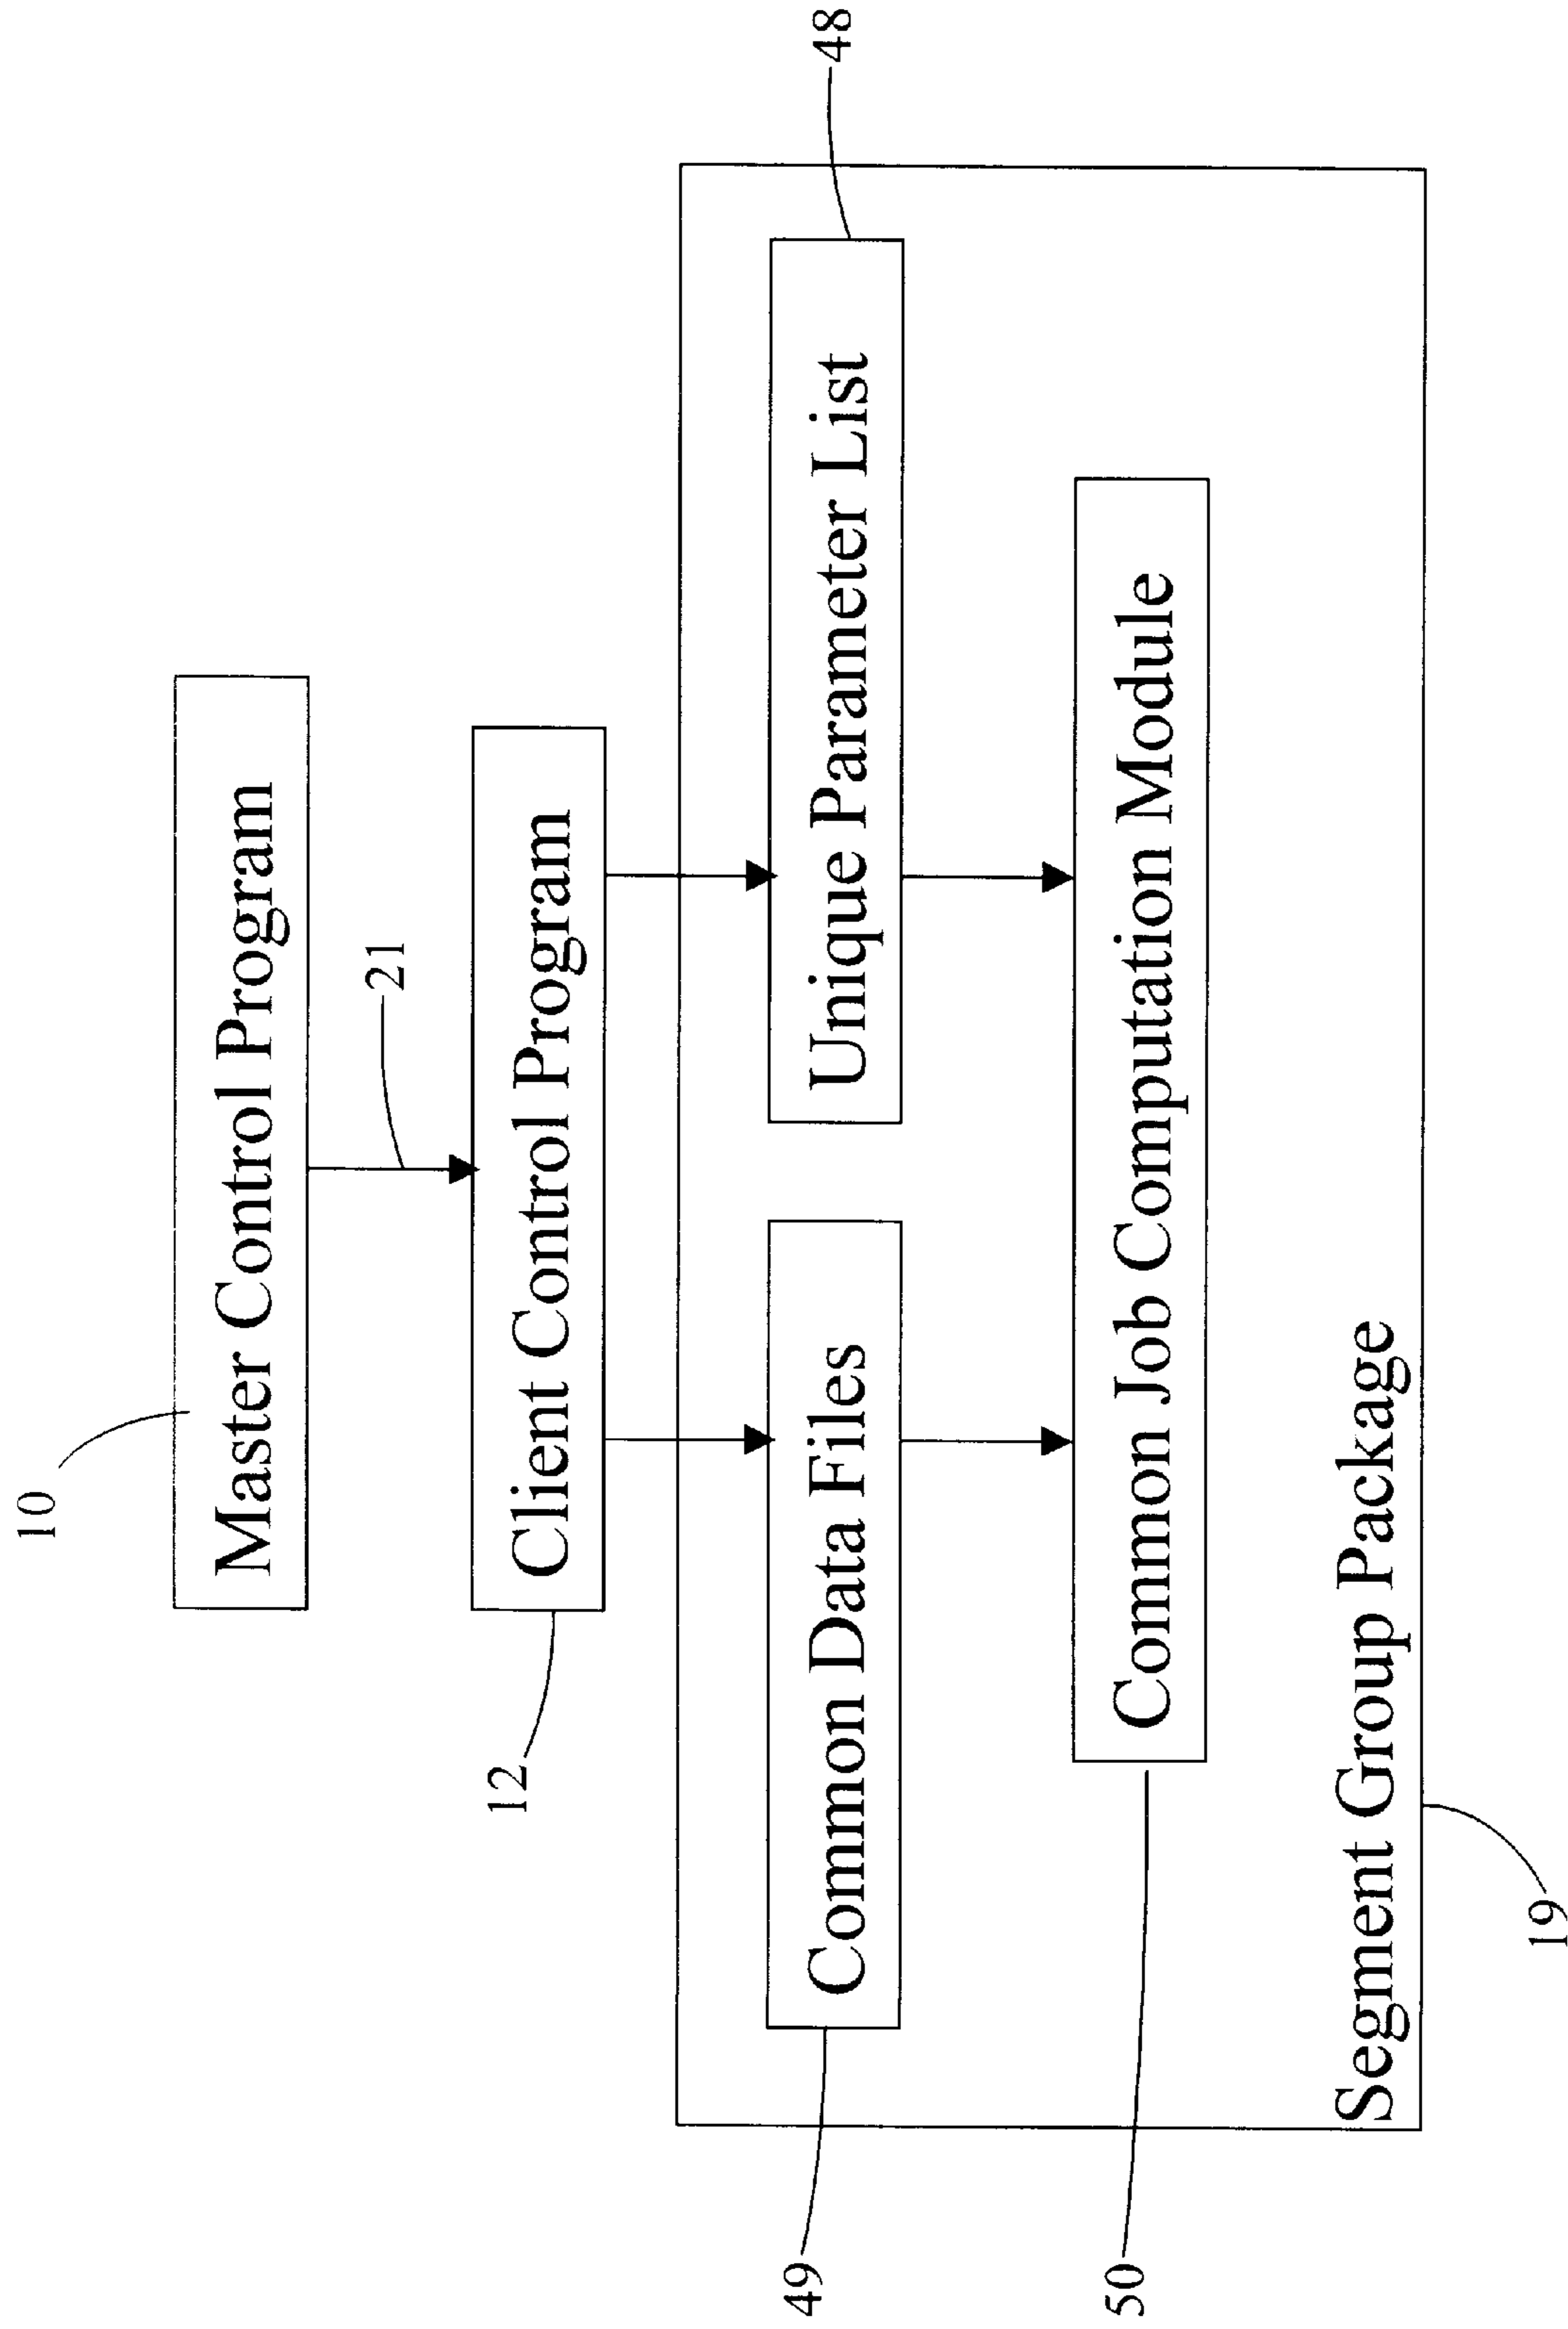 10
Master Control Program
21
12
Client Control Program
49
Common Data Files
Unique Parameter List
48
50
Common Job Computation Module
Segment Group Package
19